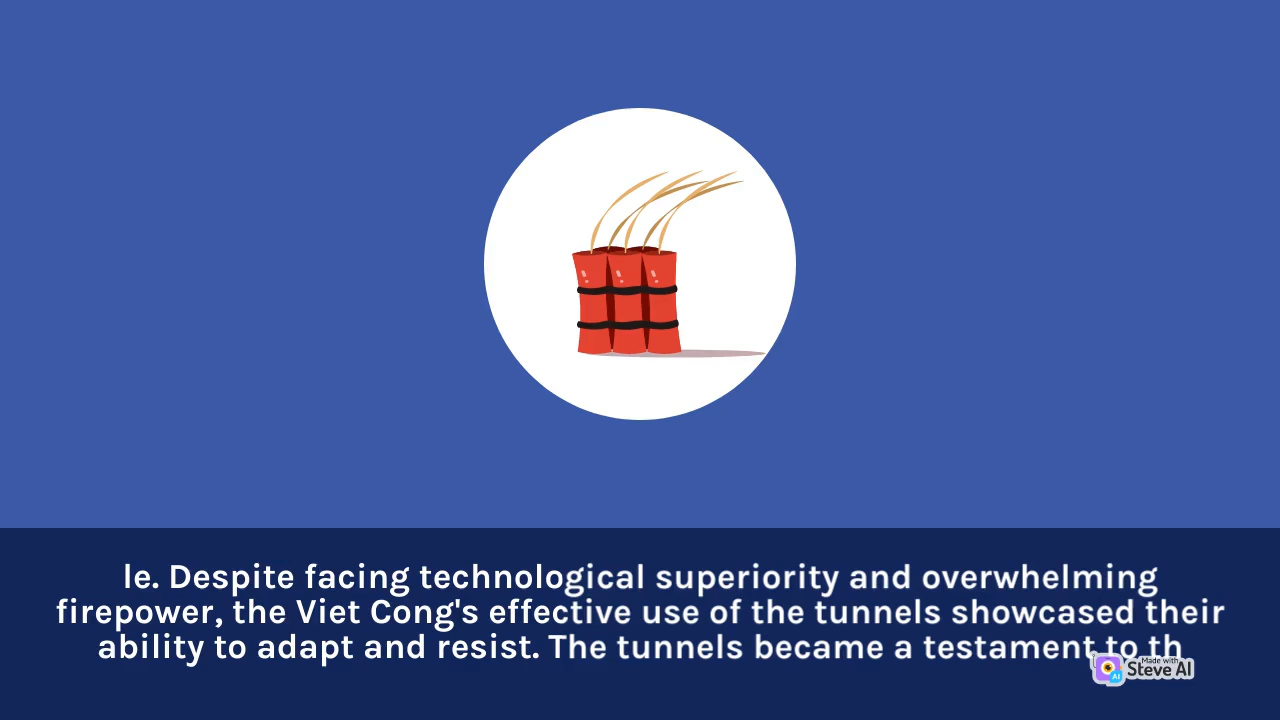 le. Despite facing technological superiority and overwhelming
firepower, the Viet Cong's effective use of the tunnels showcased their
ability to adapt and resist. The tunnels became a testament to th
Made with
Steve AI
AI